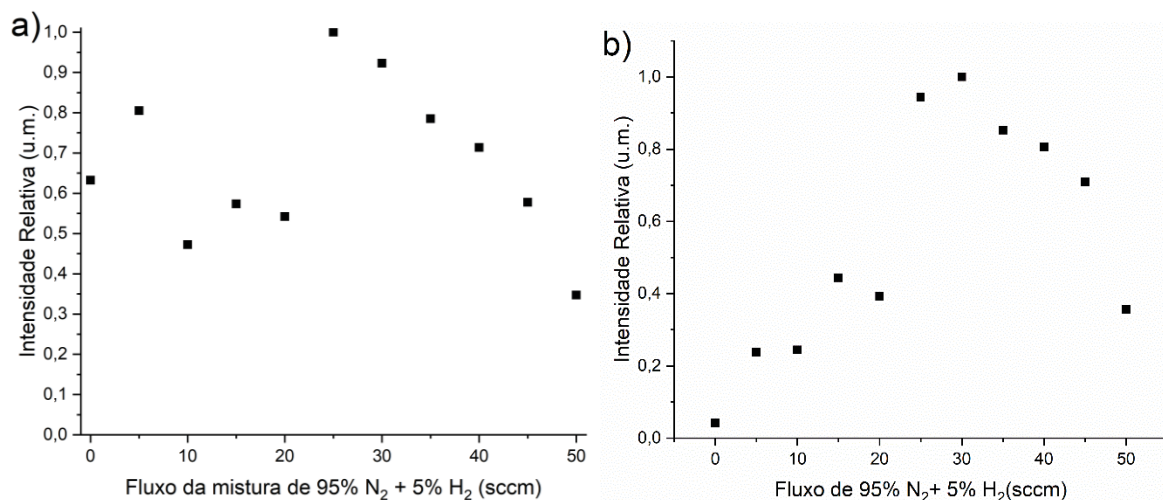 a)
Intensidade Relativa (u.m.)
1,0
0,9
0,8
0,7
0,6
0,5
0,4
0,3
0,2
0,1
0,0
0 10 20 30 40 50
Fluxo da mistura de 95% N₂ + 5% H₂ (sccm)
b)
Intensidade Relativa (u.m.)
1,0
0,8
0,6
0,4
0,2
0,0
0 10 20 30 40 50
Fluxo de 95% N₂+ 5% H₂(sccm)